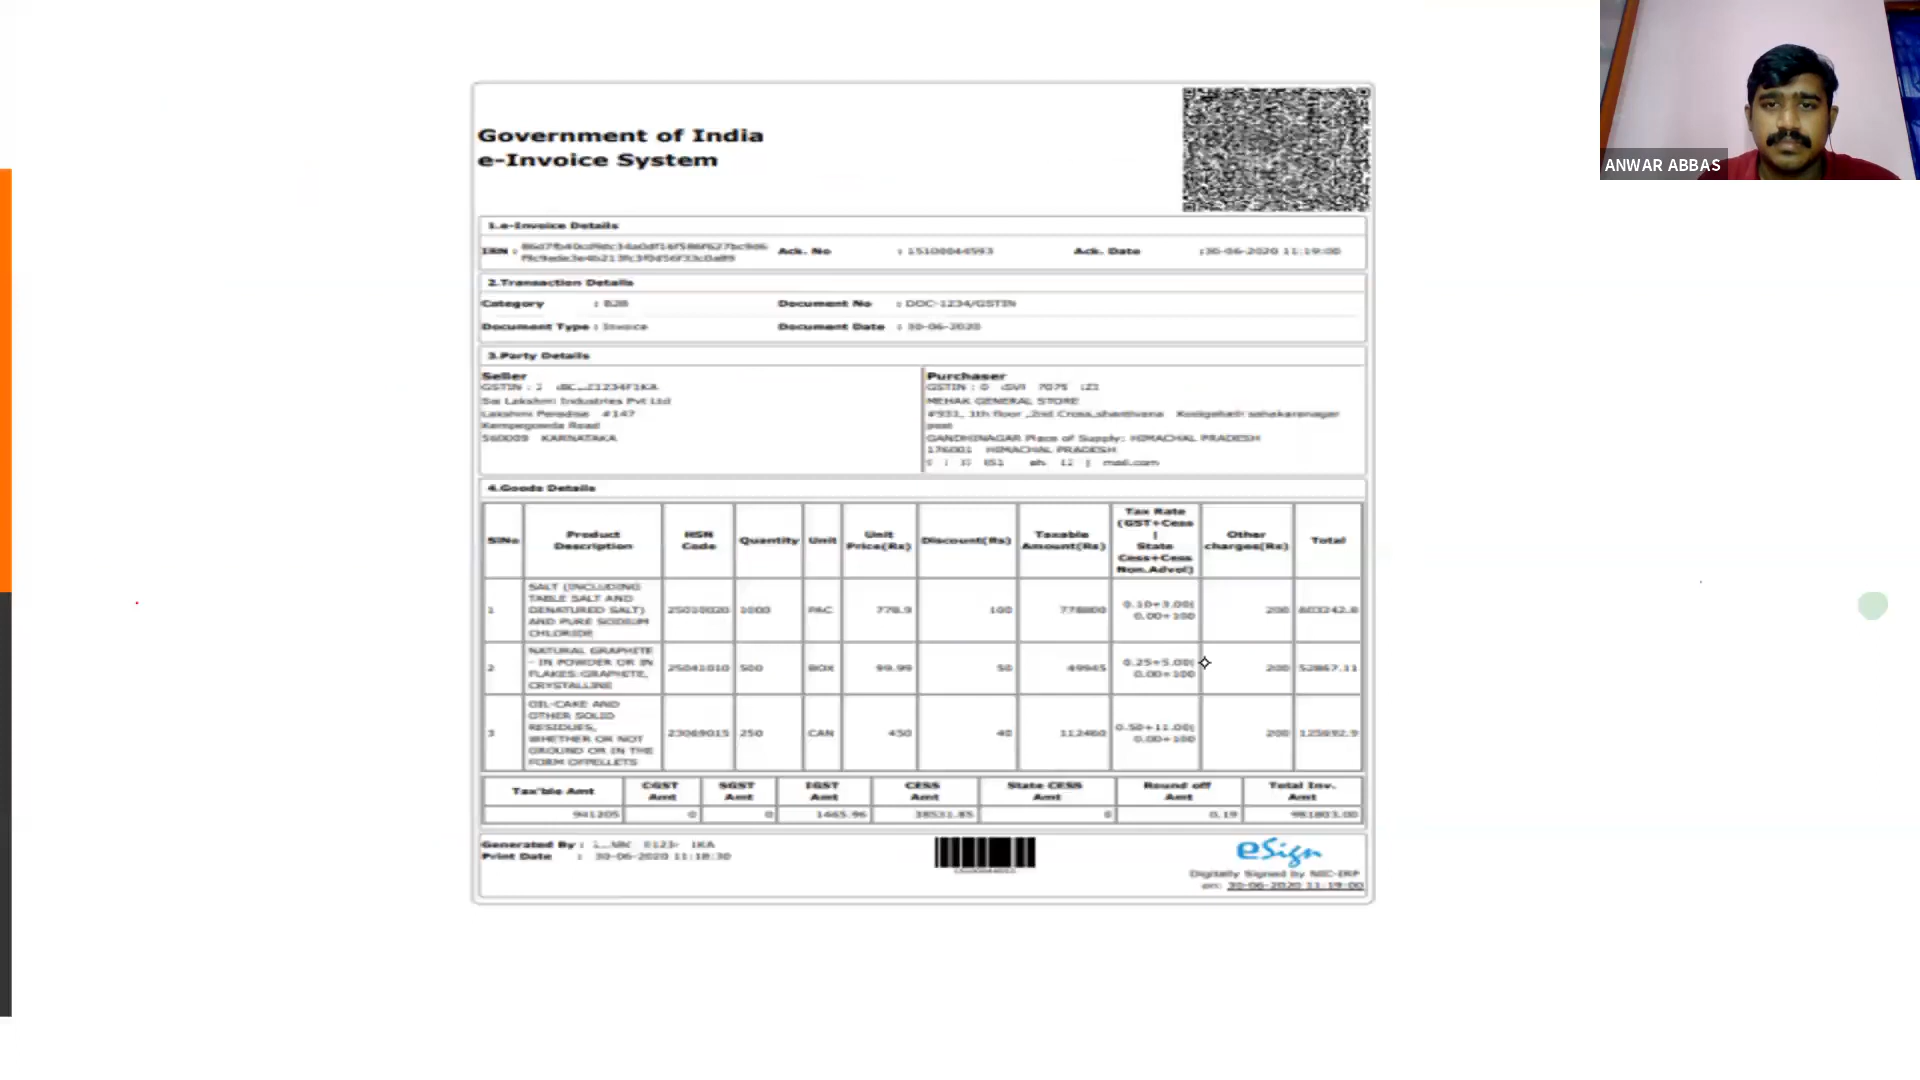 ANWAR ABBAS
Government of India
e-Invoice System
1.e-Invoice Details
IRN : Ack. No : 15100044593 Ack. Date :30-06-2020 11:19:00
2.Transaction Details
Category : B2B Document No : DOC-1234/GSTIN
Document Type : Invoice Document Date : 30-06-2020
3.Party Details
Seller
GSTIN :
Sai Lakshmi Industries Pvt Ltd
Lakshmi Paradise #147
Kempegowda Road
560009 KARNATAKA
Purchaser
GSTIN :
MEHAK GENERAL STORE
#931, floor ,2nd Cross,shantivana Kodigehalli sahakaranagar
post
GANDHINAGAR Place of Supply: HIMACHAL PRADESH
176001 HIMACHAL PRADESH
mail.com
4.Goods Details
SlNo Product Description HSN Code Quantity Unit Unit Price(Rs) Discount(Rs) Taxable Amount(Rs) Tax Rate (GST+Cess | State Cess+Cess Non.Advol) Other charges(Rs) Total
1 SALT (INCLUDING TABLE SALT AND DENATURED SALT) AND PURE SODIUM CHLORIDE 25010020 1000 PAC 778.9 100 778800 0.10+3.00| 0.00+100 200 803242.8
2 NATURAL GRAPHITE - IN POWDER OR IN FLAKES:GRAPHITE, CRYSTALLINE 25041010 500 BOX 99.99 50 49945 0.25+5.00| 0.00+100 200 52867.11
3 OIL-CAKE AND OTHER SOLID RESIDUES, WHETHER OR NOT GROUND OR IN THE FORM OFPELLETS 23069015 250 CAN 450 40 112460 0.50+11.00| 0.00+100 200 125692.9
Tax'ble Amt CGST Amt SGST Amt IGST Amt CESS Amt State CESS Amt Round off Amt Total Inv. Amt
941205 0 0 1465.96 38531.85 0 0.19 981803.00
Generated By :
Print Date : 30-06-2020 11:18:30
eSign
Digitally Signed by NIC-IRP
on: 30-06-2020 11:19:00